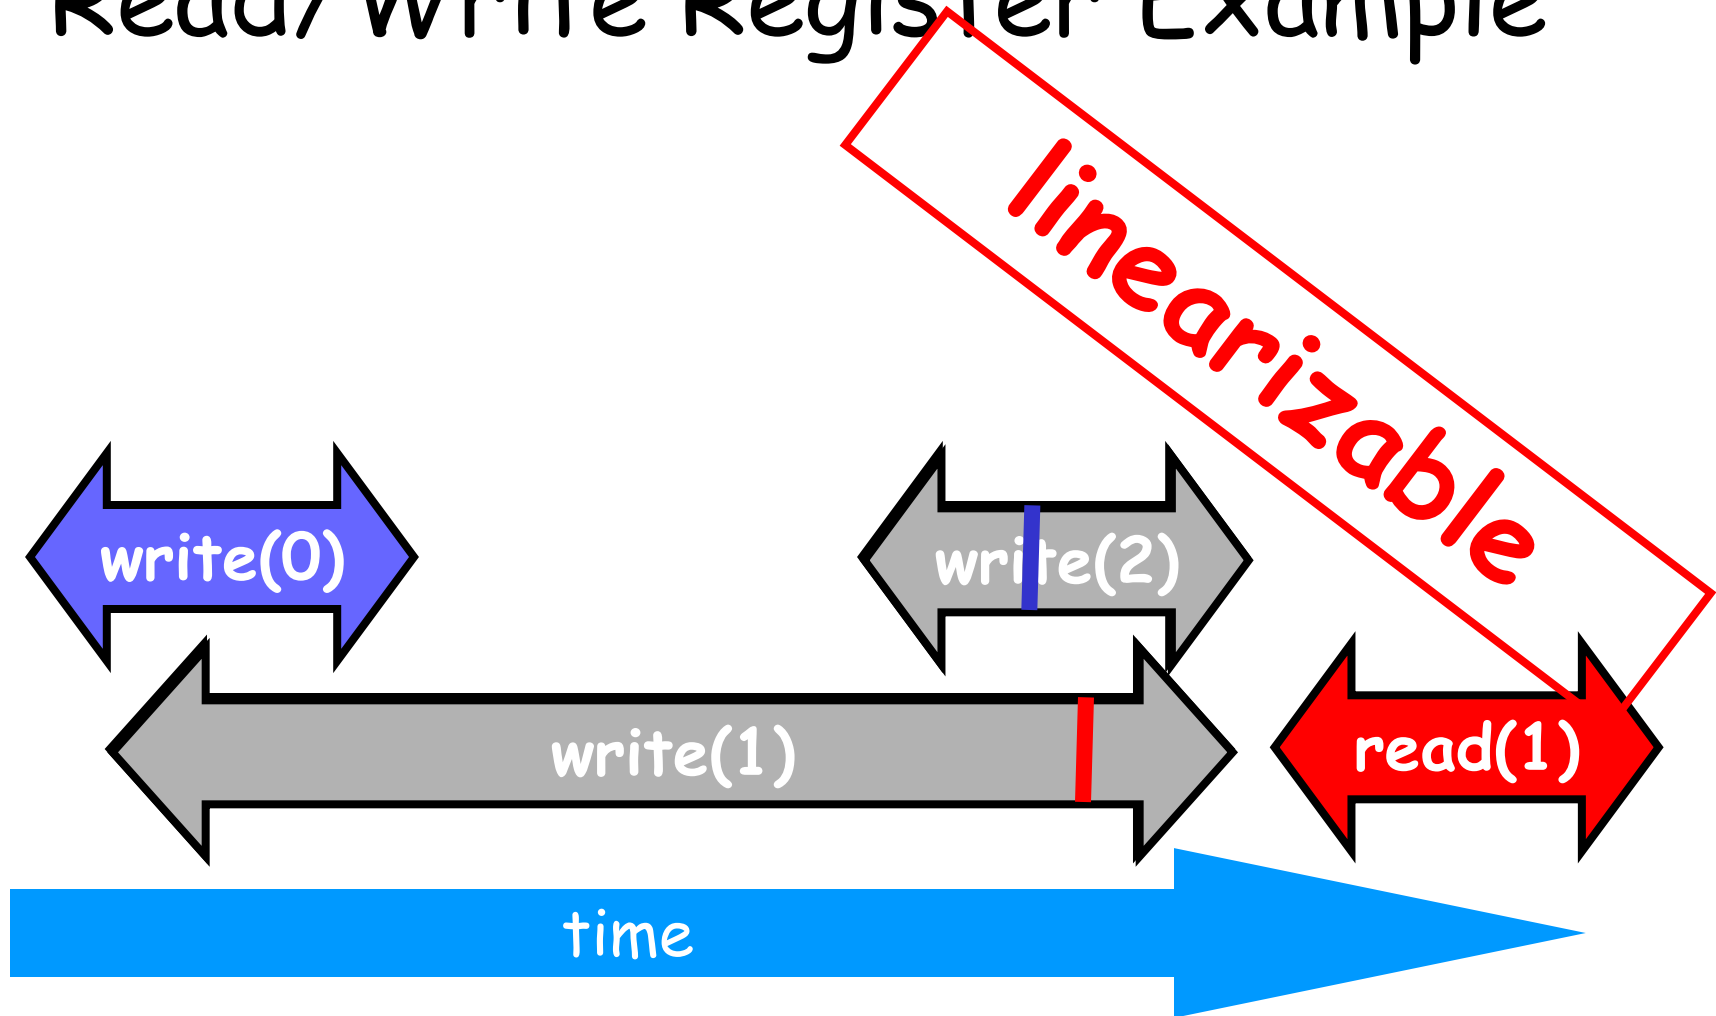 Read/Write Register Example
linearizable
write(0)
write(2)
write(1)
read(1)
time